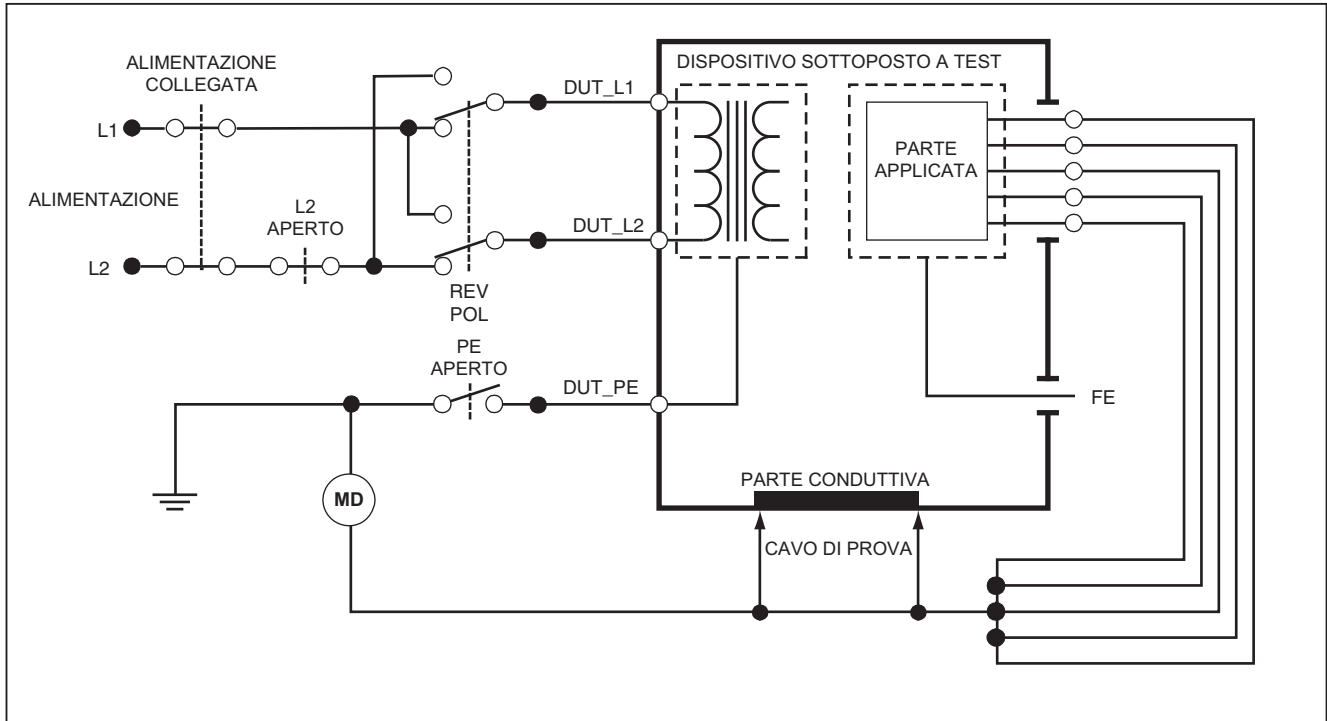 ALIMENTAZIONE
COLLEGATA
DISPOSITIVO SOTTOPOSTO A TEST
DUT_L1
L1
PARTE
APPLICATA
ALIMENTAZIONE
L2
APERTO
DUT_L2
L2
REV
POL
PE
APERTO
DUT_PE
FE
PARTE CONDUTTIVA
MD
CAVO DI PROVA